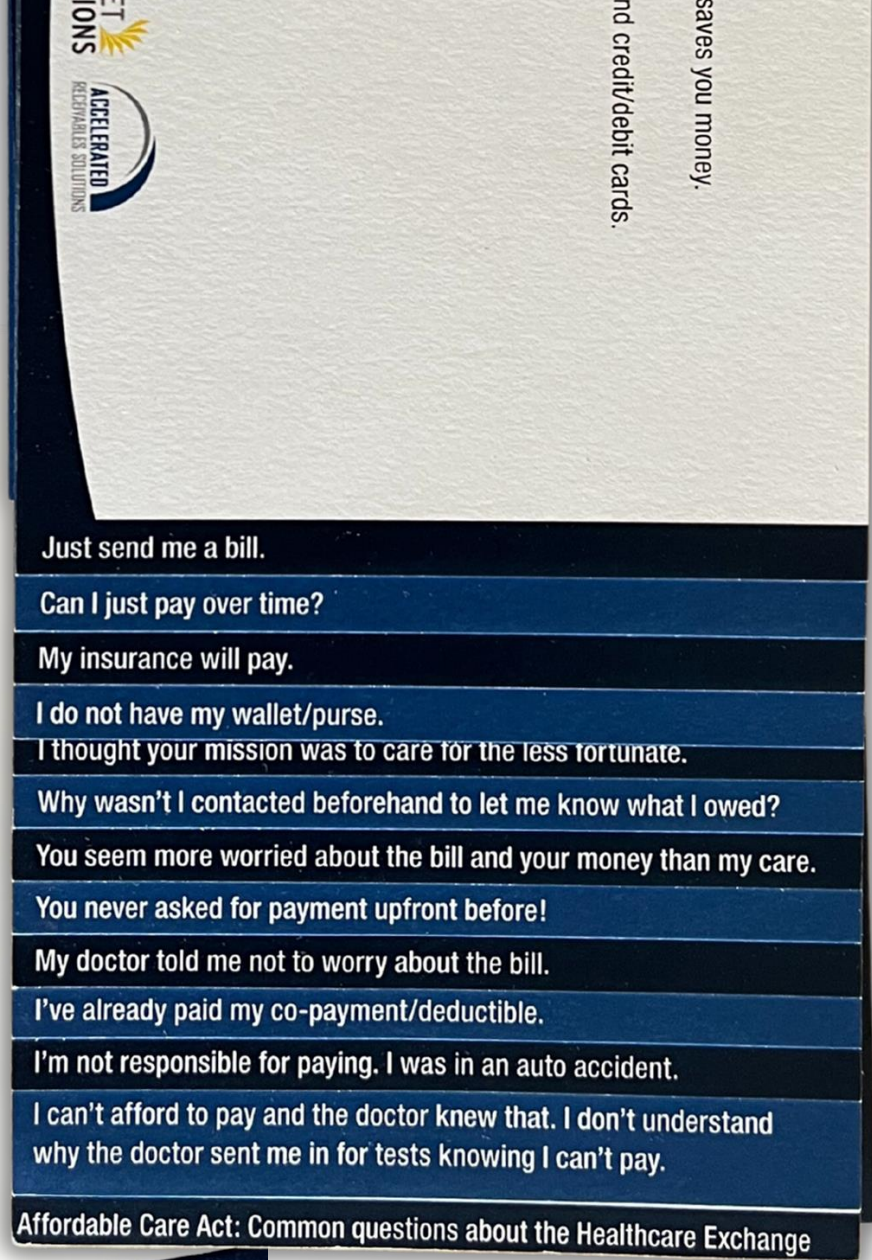 saves you money.
nd credit/debit cards.
ET
IONS
ACCELERATED
RECEIVABLES SOLUTIONS
Just send me a bill.
Can I just pay over time?
My insurance will pay.
I do not have my wallet/purse.
I thought your mission was to care for the less fortunate.
Why wasn't I contacted beforehand to let me know what I owed?
You seem more worried about the bill and your money than my care.
You never asked for payment upfront before!
My doctor told me not to worry about the bill.
I've already paid my co-payment/deductible.
I'm not responsible for paying. I was in an auto accident.
I can't afford to pay and the doctor knew that. I don't understand
why the doctor sent me in for tests knowing I can't pay.
Affordable Care Act: Common questions about the Healthcare Exchange